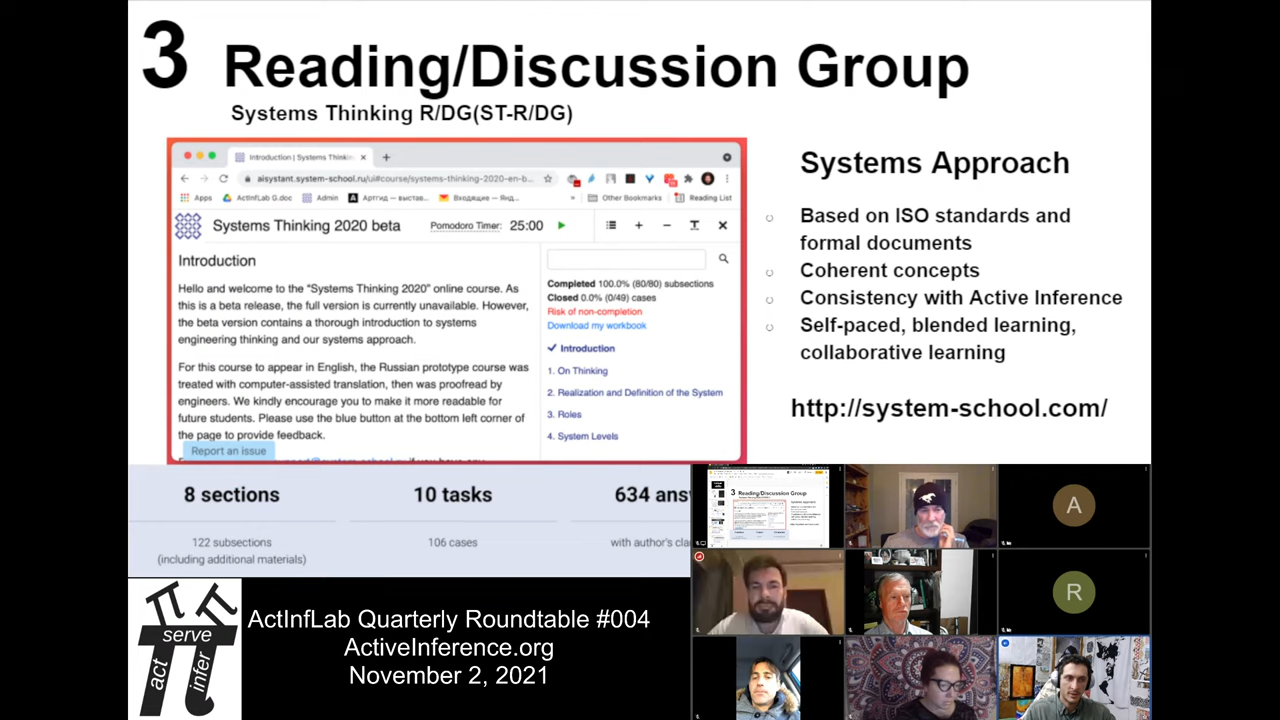 3 Reading/Discussion Group
Systems Thinking R/DG(ST-R/DG)
Introduction | Systems Thinkin
aisystant.system-school.ru/ui#course/systems-thinking-2020-en-b...
Apps
ActInfLab G.doc
Admin
Артгид — выстав...
Входящие — Янд...
»
Other Bookmarks
Reading List
Systems Thinking 2020 beta
Pomodoro Timer: 25:00
Introduction
Hello and welcome to the “Systems Thinking 2020” online course. As
this is a beta release, the full version is currently unavailable. However,
the beta version contains a thorough introduction to systems
engineering thinking and our systems approach.
For this course to appear in English, the Russian prototype course was
treated with computer-assisted translation, then was proofread by
engineers. We kindly encourage you to make it more readable for
future students. Please use the blue button at the bottom left corner of
the page to provide feedback.
Report an issue
Completed 100.0% (80/80) subsections
Closed 0.0% (0/49) cases
Risk of non-completion
Download my workbook
Introduction
1. On Thinking
2. Realization and Definition of the System
3. Roles
4. System Levels
Systems Approach
Based on ISO standards and
formal documents
Coherent concepts
Consistency with Active Inference
Self-paced, blended learning,
collaborative learning
http://system-school.com/
8 sections
122 subsections
(including additional materials)
10 tasks
106 cases
634 answ
with author's cla
act
serve
infer
ActInfLab Quarterly Roundtable #004
ActiveInference.org
November 2, 2021
3 Reading/Discussion Group
A
R